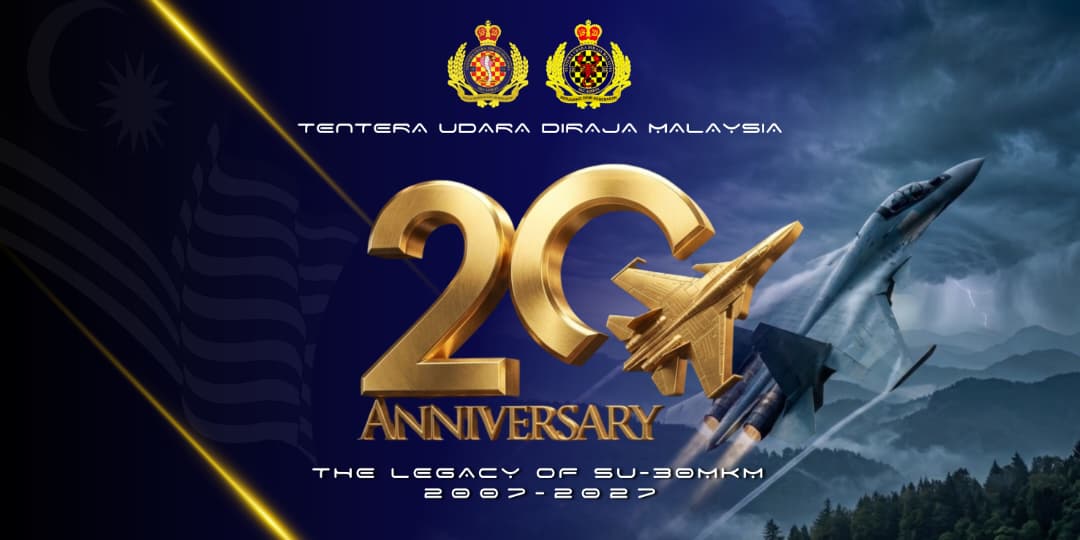 TENTERA UDARA DIRAJA MALAYSIA
20
ANNIVERSARY
THE LEGACY OF SU-30MKM
2007-2027